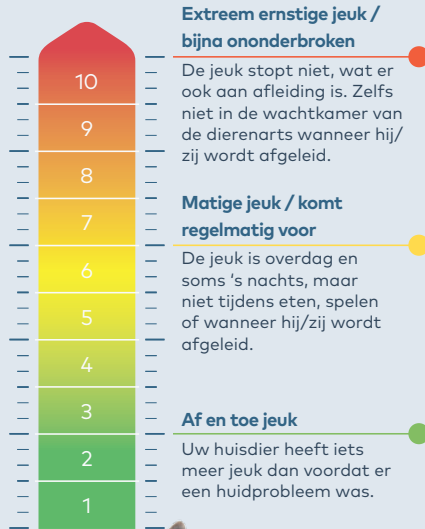 Extreem ernstige jeuk /
bijna ononderbroken
De jeuk stopt niet, wat er
ook aan afleiding is. Zelfs
niet in de wachtkamer van
de dierenarts wanneer hij/
zij wordt afgeleid.
Matige jeuk / komt
regelmatig voor
De jeuk is overdag en
soms ‘s nachts, maar
niet tijdens eten, spelen
of wanneer hij/zij wordt
afgeleid.
Af en toe jeuk
Uw huisdier heeft iets
meer jeuk dan voordat er
een huidprobleem was.
10
9
8
7
6
5
4
3
2
1